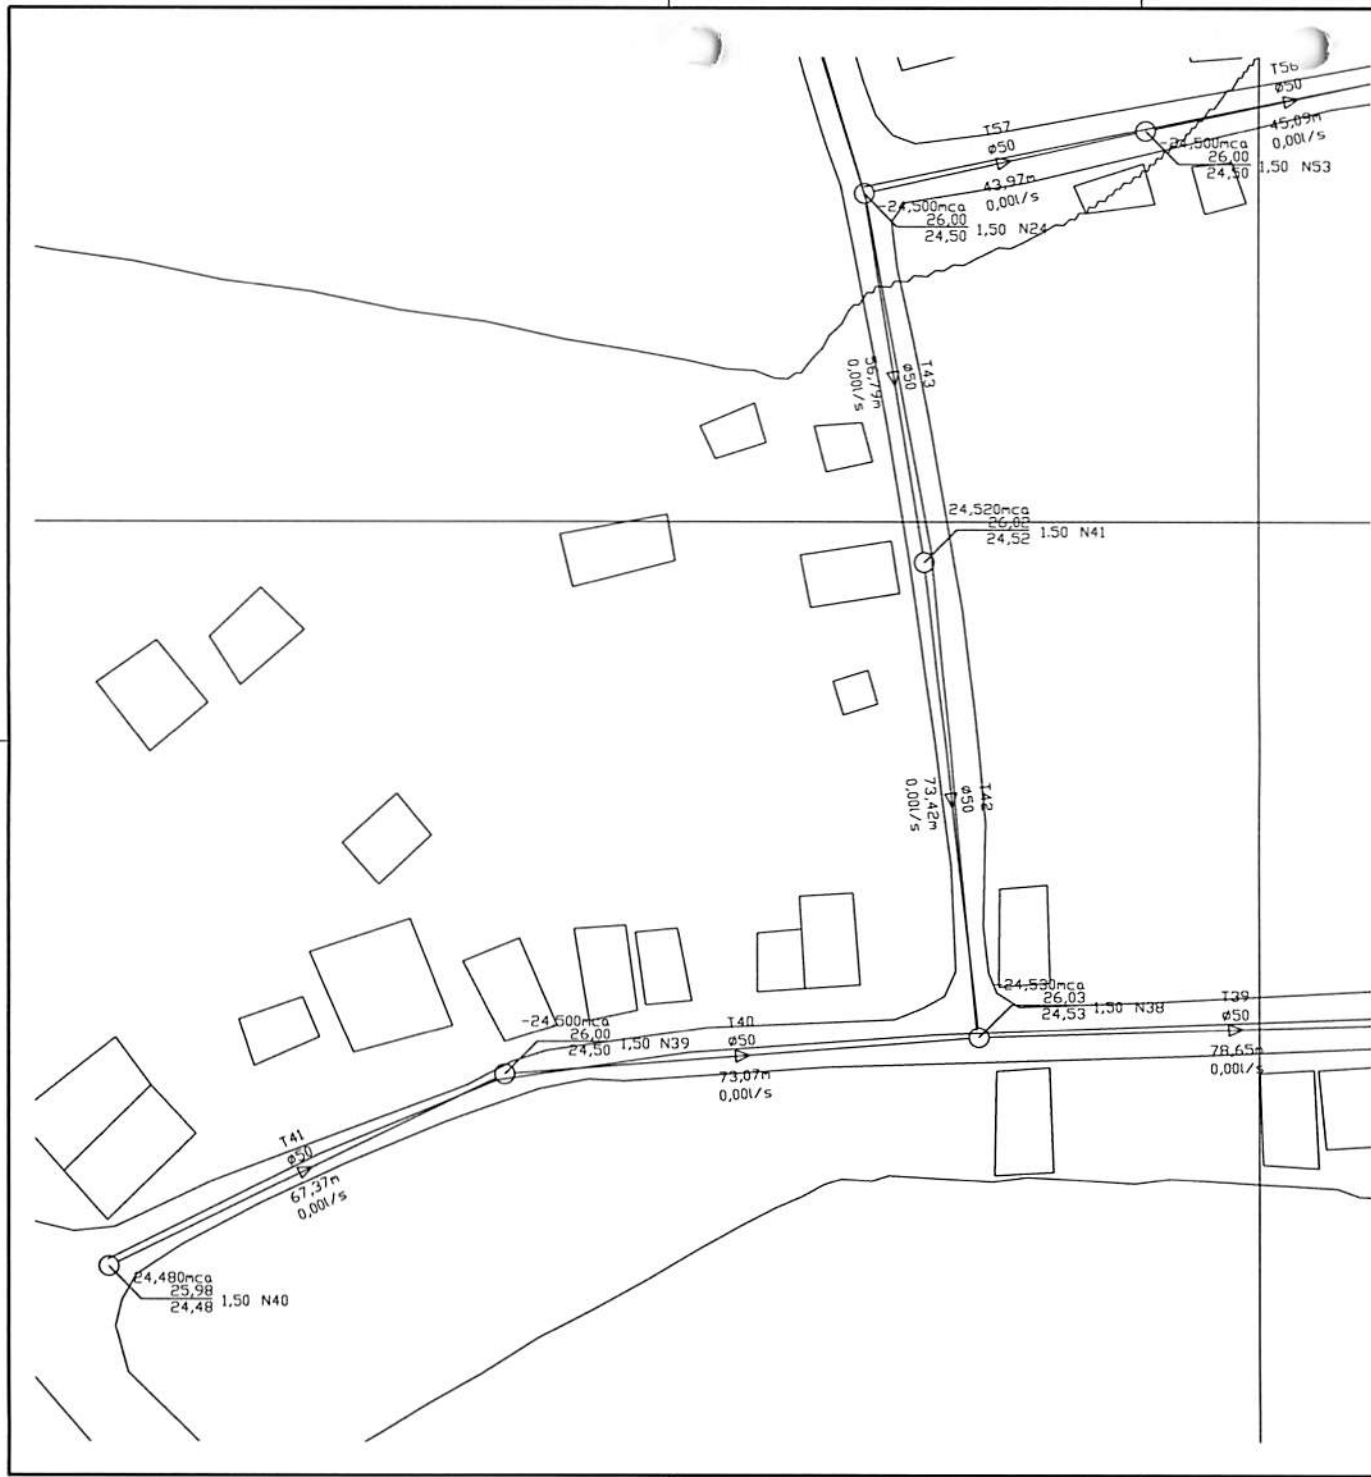 T56
ø50
45,09m
0,00l/s
T57
ø50
43,97m
0,00l/s
-24,500mca
26,00
24,50 1,50 N53
-24,500mca
26,00
24,50 1,50 N24
T43
ø50
56,79m
0,00l/s
24,520mca
26,02
24,52 1.50 N41
T42
ø50
73,42m
0,00l/s
-24,530mca
26,03
24,53 1,50 N38
T39
ø50
78,65m
0,00l/s
-24,500mca
26,00
24,50 1,50 N39
T40
ø50
73,07m
0,00l/s
T41
ø50
67,37m
0,00l/s
24,480mca
25,98
24,48 1,50 N40